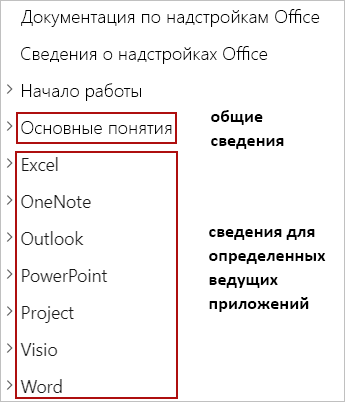 Документация по надстройкам Office
Сведения о надстройках Office
Начало работы
Основные понятия
общие
сведения
Excel
OneNote
Outlook
PowerPoint
Project
Visio
Word
сведения для
определенных
ведущих
приложений